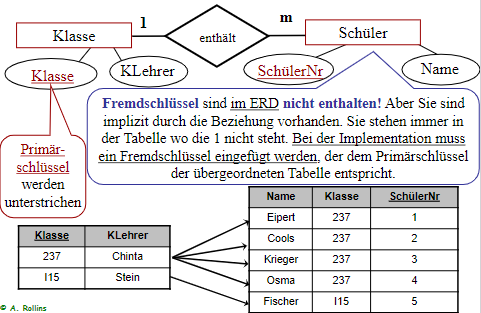 1
m
Klasse
enthält
Schüler
Klasse
KLehrer
SchülerNr
Name
Fremdschlüssel sind im ERD nicht enthalten! Aber Sie sind
implizit durch die Beziehung vorhanden. Sie stehen immer in
der Tabelle wo die 1 nicht steht. Bei der Implementation muss
ein Fremdschlüssel eingefügt werden, der dem Primärschlüssel
der übergeordneten Tabelle entspricht.
Primär-
schlüssel
werden
unterstrichen
Klasse KLehrer
237 Chinta
I15 Stein
Name Klasse SchülerNr
Eipert 237 1
Cools 237 2
Krieger 237 3
Osma 237 4
Fischer I15 5
© A. Rollins